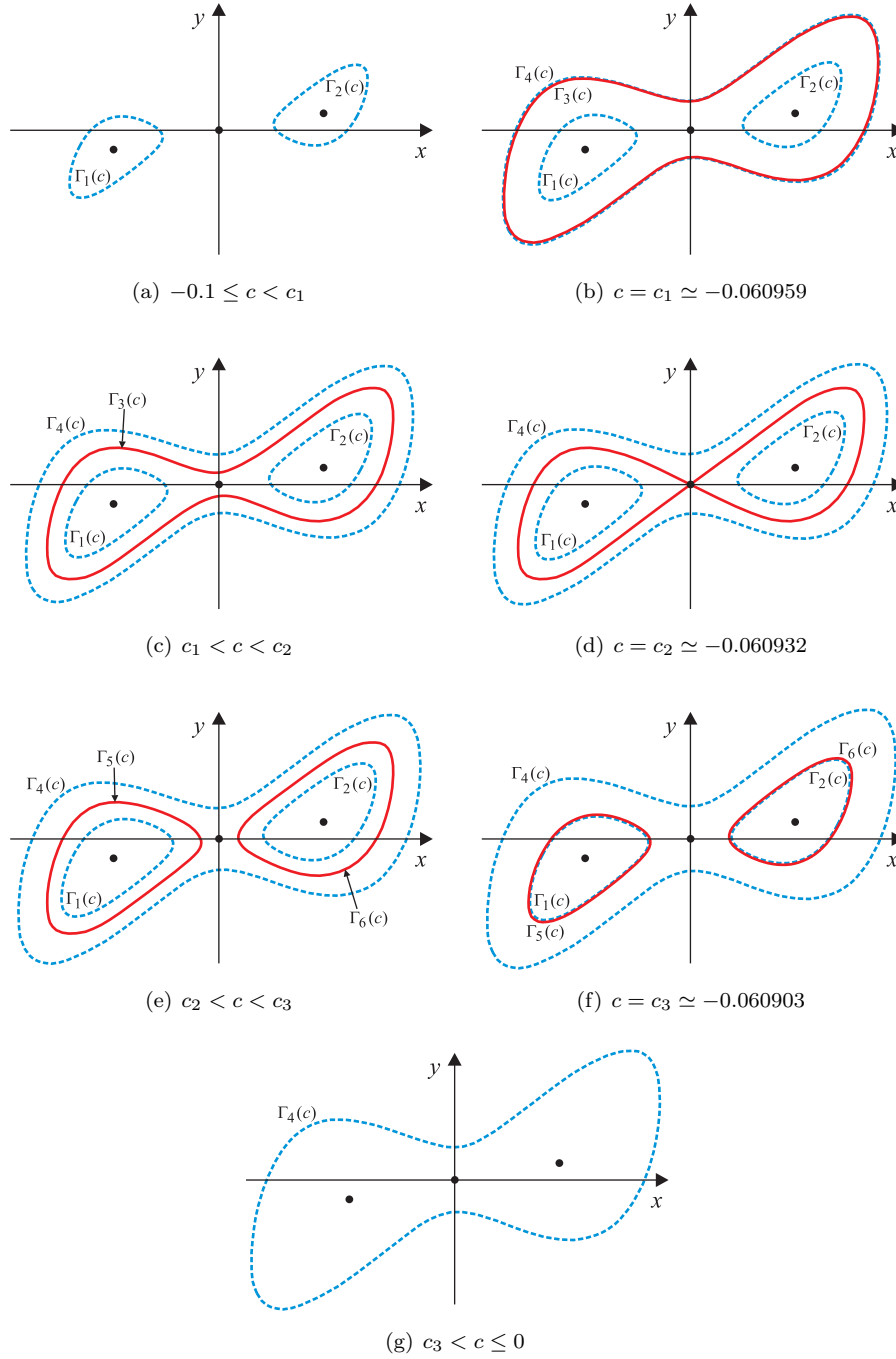 y
Γ₂(c)
x
Γ₁(c)
(a) −0.1 ≤ c < c₁
y
Γ₄(c)
Γ₃(c)
Γ₂(c)
x
Γ₁(c)
(b) c = c₁ ≃ −0.060959
y
Γ₃(c)
Γ₄(c)
Γ₂(c)
x
Γ₁(c)
(c) c₁ < c < c₂
y
Γ₄(c)
Γ₂(c)
x
Γ₁(c)
(d) c = c₂ ≃ −0.060932
y
Γ₅(c)
Γ₄(c)
Γ₂(c)
x
Γ₁(c)
Γ₆(c)
(e) c₂ < c < c₃
y
Γ₆(c)
Γ₄(c)
Γ₂(c)
x
Γ₁(c)
Γ₅(c)
(f) c = c₃ ≃ −0.060903
y
Γ₄(c)
x
(g) c₃ < c ≤ 0